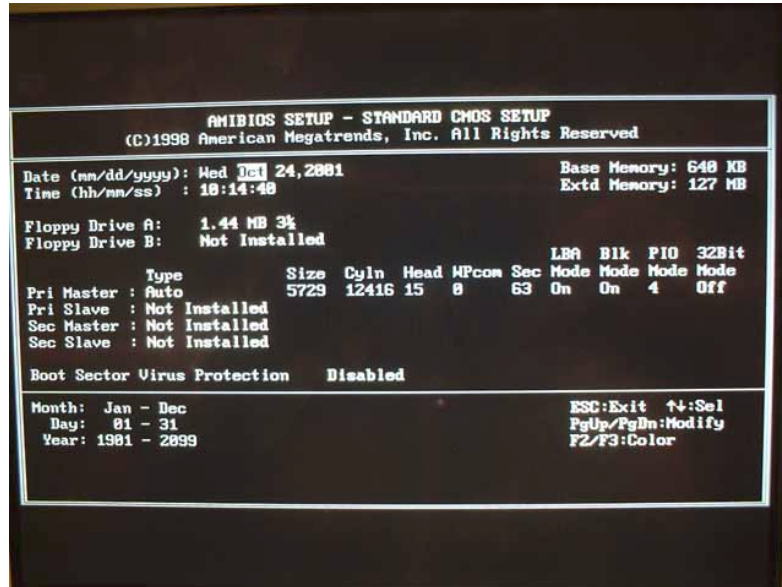 AMIBIOS SETUP - STANDARD CMOS SETUP
(C)1998 American Megatrends, Inc. All Rights Reserved
Date (mm/dd/yyyy): Wed Oct 24,2001 Base Memory: 640 KB
Time (hh/mm/ss) : 10:14:40 Extd Memory: 127 MB
Floppy Drive A: 1.44 MB 3½
Floppy Drive B: Not Installed
LBA Blk PIO 32Bit
Type Size Cyln Head WPcom Sec Mode Mode Mode Mode
Pri Master : Auto 5729 12416 15 0 63 On On 4 Off
Pri Slave : Not Installed
Sec Master : Not Installed
Sec Slave : Not Installed
Boot Sector Virus Protection Disabled
Month: Jan - Dec ESC:Exit ↑↓:Sel
Day: 01 - 31 PgUp/PgDn:Modify
Year: 1901 - 2099 F2/F3:Color